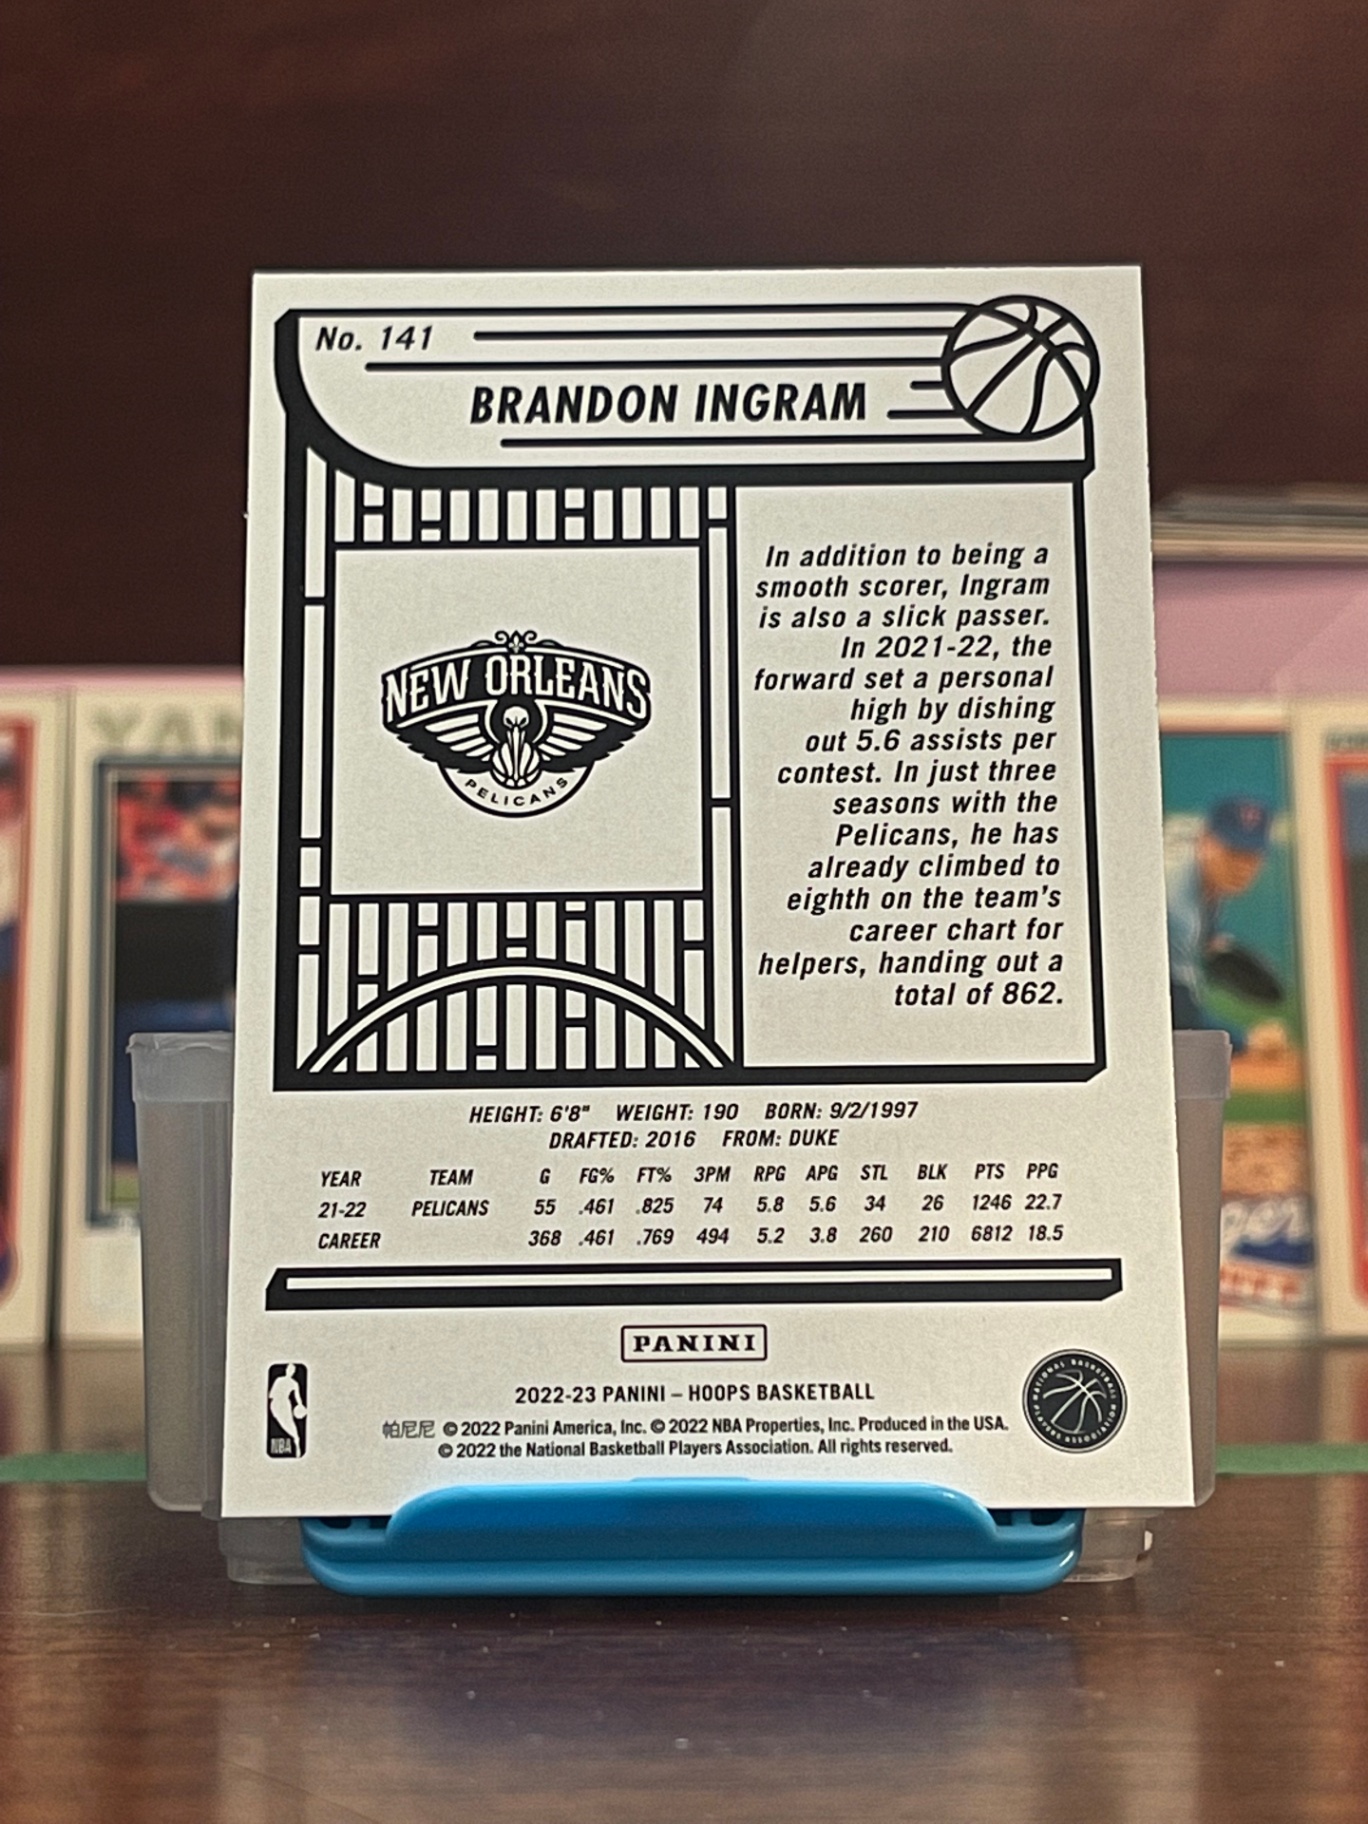 No. 141
BRANDON INGRAM
NEW ORLEANS
PELICANS
In addition to being a
smooth scorer, Ingram
is also a slick passer.
In 2021-22, the
forward set a personal
high by dishing
out 5.6 assists per
contest. In just three
seasons with the
Pelicans, he has
already climbed to
eighth on the team's
career chart for
helpers, handing out a
total of 862.
HEIGHT: 6'8" WEIGHT: 190 BORN: 9/2/1997
DRAFTED: 2016 FROM: DUKE
YEAR TEAM G FG% FT% 3PM RPG APG STL BLK PTS PPG
21-22 PELICANS 55 .461 .825 74 5.8 5.6 34 26 1246 22.7
CAREER 368 .461 .769 494 5.2 3.8 260 210 6812 18.5
PANINI
2022-23 PANINI – HOOPS BASKETBALL
帕尼尼 © 2022 Panini America, Inc. © 2022 NBA Properties, Inc. Produced in the USA.
© 2022 the National Basketball Players Association. All rights reserved.
NBA
NATIONAL BASKETBALL PLAYERS ASSOCIATION
YAN